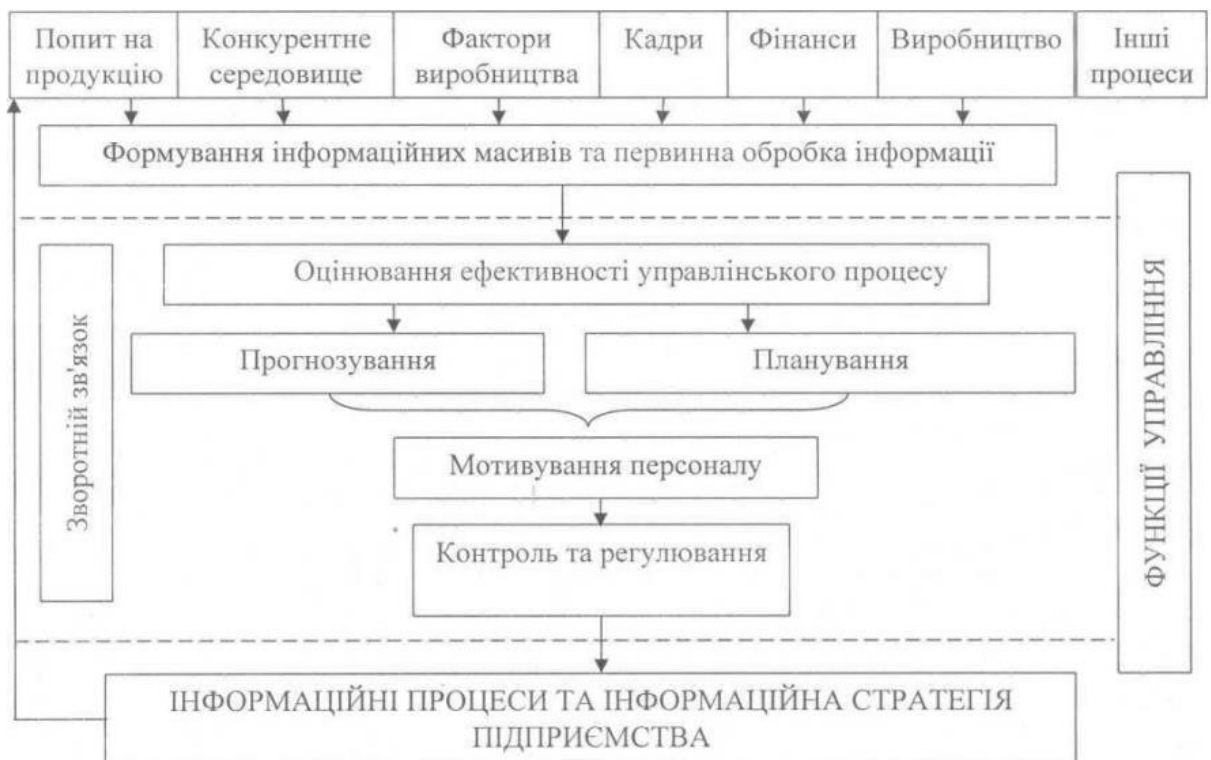 Попит на
продукцію
Конкурентне
середовище
Фактори
виробництва
Кадри
Фінанси
Виробництво
Інші
процеси
Формування інформаційних масивів та первинна обробка інформації
Зворотній зв'язок
Оцінювання ефективності управлінського процесу
Прогнозування
Планування
Мотивування персоналу
Контроль та регулювання
ФУНКЦІЇ УПРАВЛІННЯ
ІНФОРМАЦІЙНІ ПРОЦЕСИ ТА ІНФОРМАЦІЙНА СТРАТЕГІЯ
ПІДПРИЄМСТВА